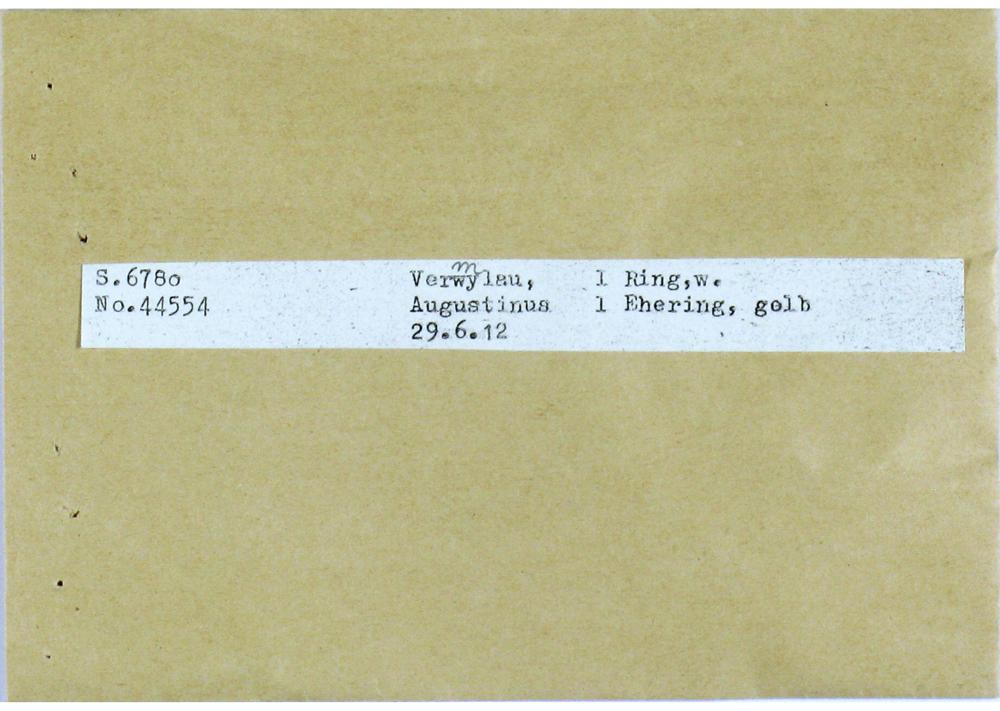 S.6780 Verwylau, 1 Ring,w.
m
No.44554 Augustinus 1 Ehering, gelb
29.6.12